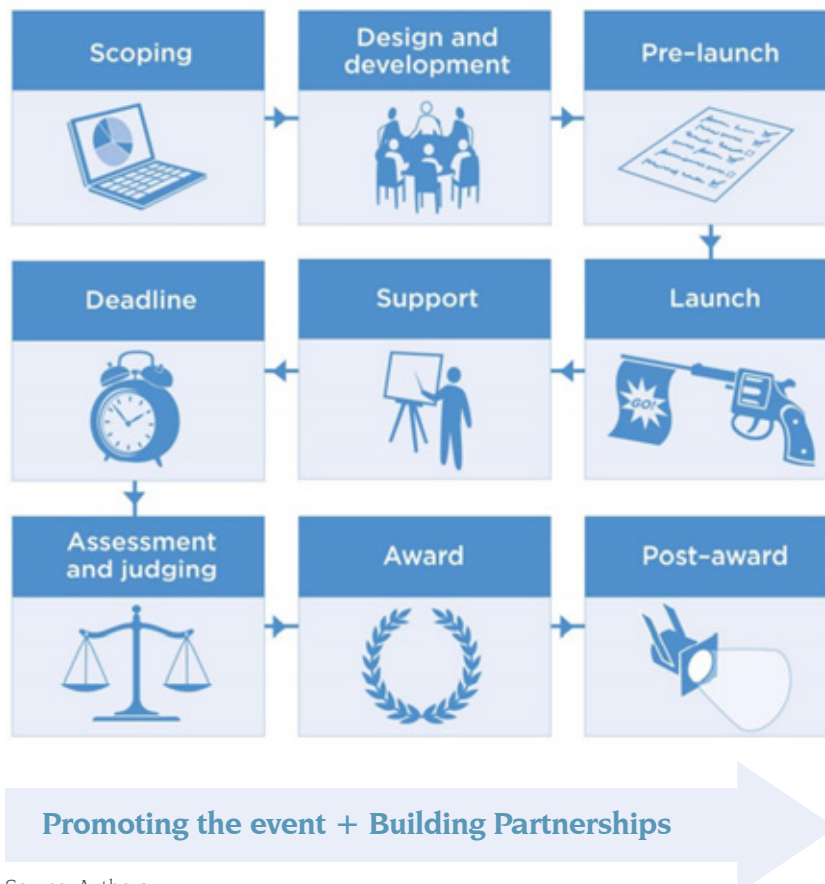 Scoping
Design and
development
Pre-launch
Launch
GO!
Support
Deadline
Assessment
and judging
Award
Post-award
Promoting the event + Building Partnerships